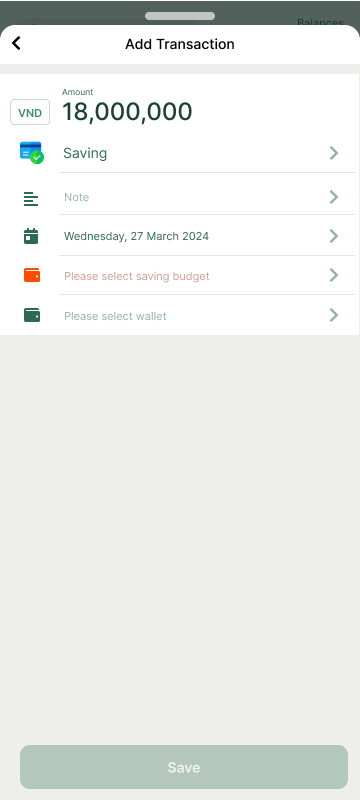 Balances
Add Transaction
Amount
VND
18,000,000
Saving
Note
Wednesday, 27 March 2024
Please select saving budget
Please select wallet
Save